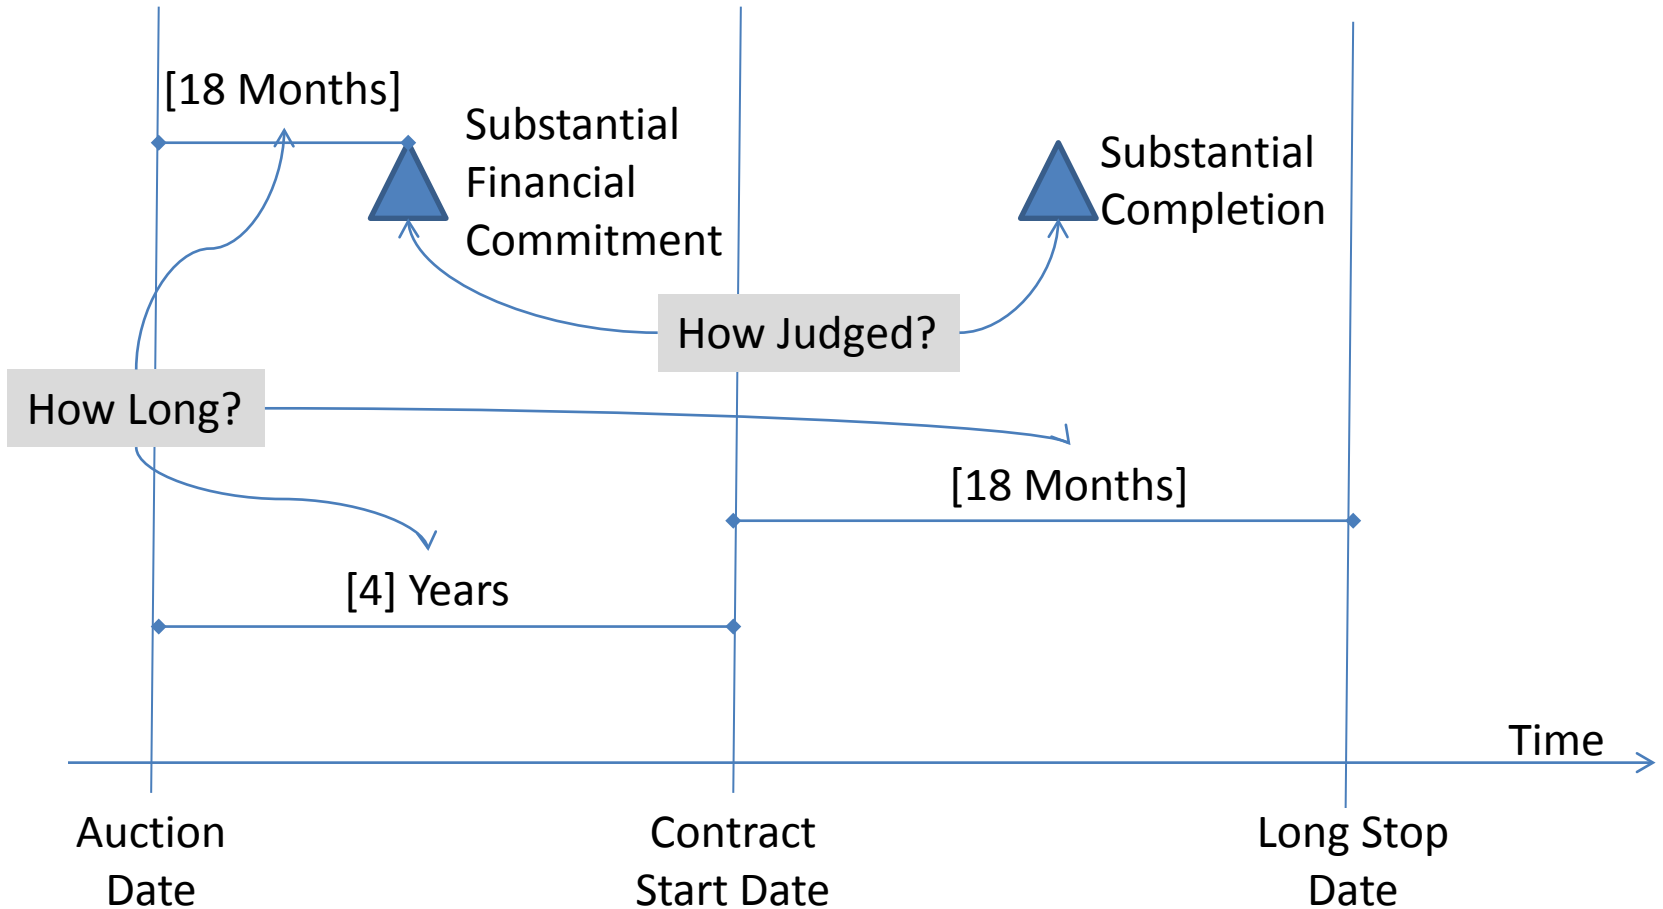 [18 Months]
Substantial
Financial
Commitment
Substantial
Completion
How Judged?
How Long?
[18 Months]
[4] Years
Time
Auction
Date
Contract
Start Date
Long Stop
Date